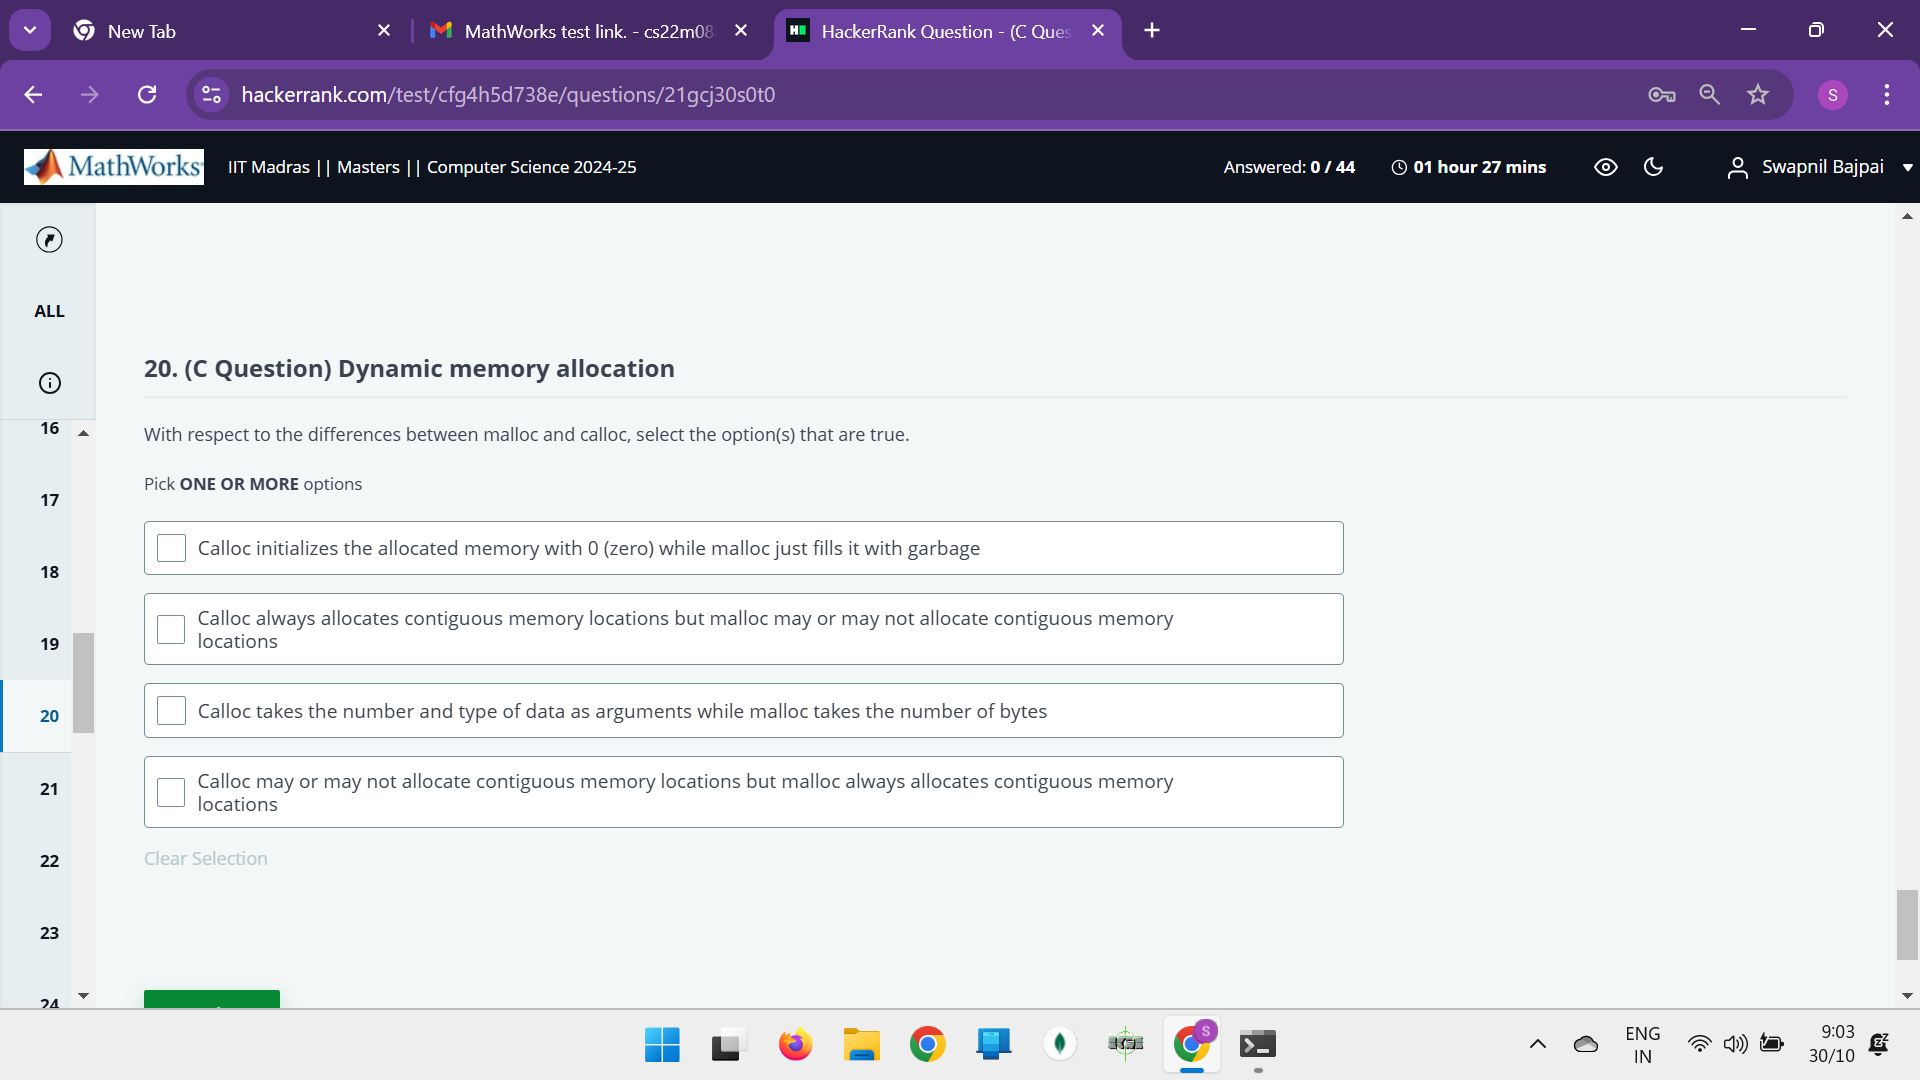 New Tab
MathWorks test link. - cs22m08
HackerRank Question - (C Ques
hackerrank.com/test/cfg4h5d738e/questions/21gcj30s0t0
S
MathWorks
IIT Madras || Masters || Computer Science 2024-25
Answered: 0 / 44
01 hour 27 mins
Swapnil Bajpai
ALL
16
17
18
19
20
21
22
23
24
20. (C Question) Dynamic memory allocation
With respect to the differences between malloc and calloc, select the option(s) that are true.
Pick ONE OR MORE options
Calloc initializes the allocated memory with 0 (zero) while malloc just fills it with garbage
Calloc always allocates contiguous memory locations but malloc may or may not allocate contiguous memory
locations
Calloc takes the number and type of data as arguments while malloc takes the number of bytes
Calloc may or may not allocate contiguous memory locations but malloc always allocates contiguous memory
locations
Clear Selection
S
ENG
IN
9:03
30/10